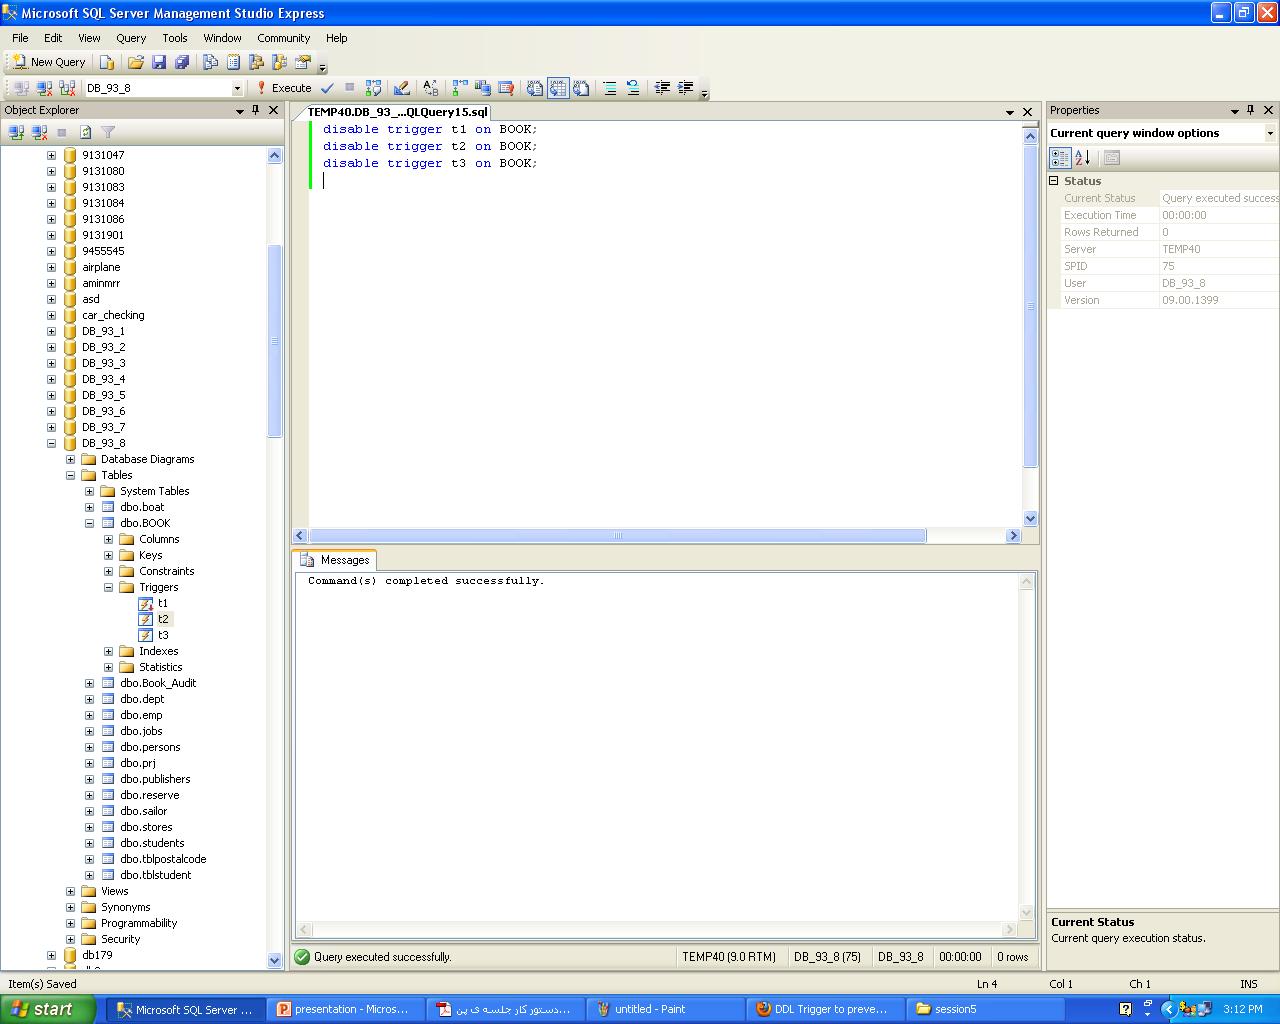 Microsoft SQL Server Management Studio Express
File Edit View Query Tools Window Community Help
New Query
DB_93_8 Execute
Object Explorer
9131047
9131080
9131083
9131084
9131086
9131901
9455545
airplane
aminmrr
asd
car_checking
DB_93_1
DB_93_2
DB_93_3
DB_93_4
DB_93_5
DB_93_6
DB_93_7
DB_93_8
Database Diagrams
Tables
System Tables
dbo.boat
dbo.BOOK
Columns
Keys
Constraints
Triggers
t1
t2
t3
Indexes
Statistics
dbo.Book_Audit
dbo.dept
dbo.emp
dbo.jobs
dbo.persons
dbo.prj
dbo.publishers
dbo.reserve
dbo.sailor
dbo.stores
dbo.students
dbo.tblpostalcode
dbo.tblstudent
Views
Synonyms
Programmability
Security
db179
TEMP40.DB_93_...QLQuery15.sql
disable trigger t1 on BOOK;
disable trigger t2 on BOOK;
disable trigger t3 on BOOK;
Messages
Command(s) completed successfully.
Query executed successfully. TEMP40 (9.0 RTM) DB_93_8 (75) DB_93_8 00:00:00 0 rows
Properties
Current query window options
Status
Current Status Query executed success
Execution Time 00:00:00
Rows Returned 0
Server TEMP40
SPID 75
User DB_93_8
Version 09.00.1399
Current Status
Current query execution status.
Item(s) Saved Ln 4 Col 1 Ch 1 INS
start Microsoft SQL Server ... presentation - Micros... دستور کار جلسه ی پن... untitled - Paint DDL Trigger to preve... session5 3:12 PM